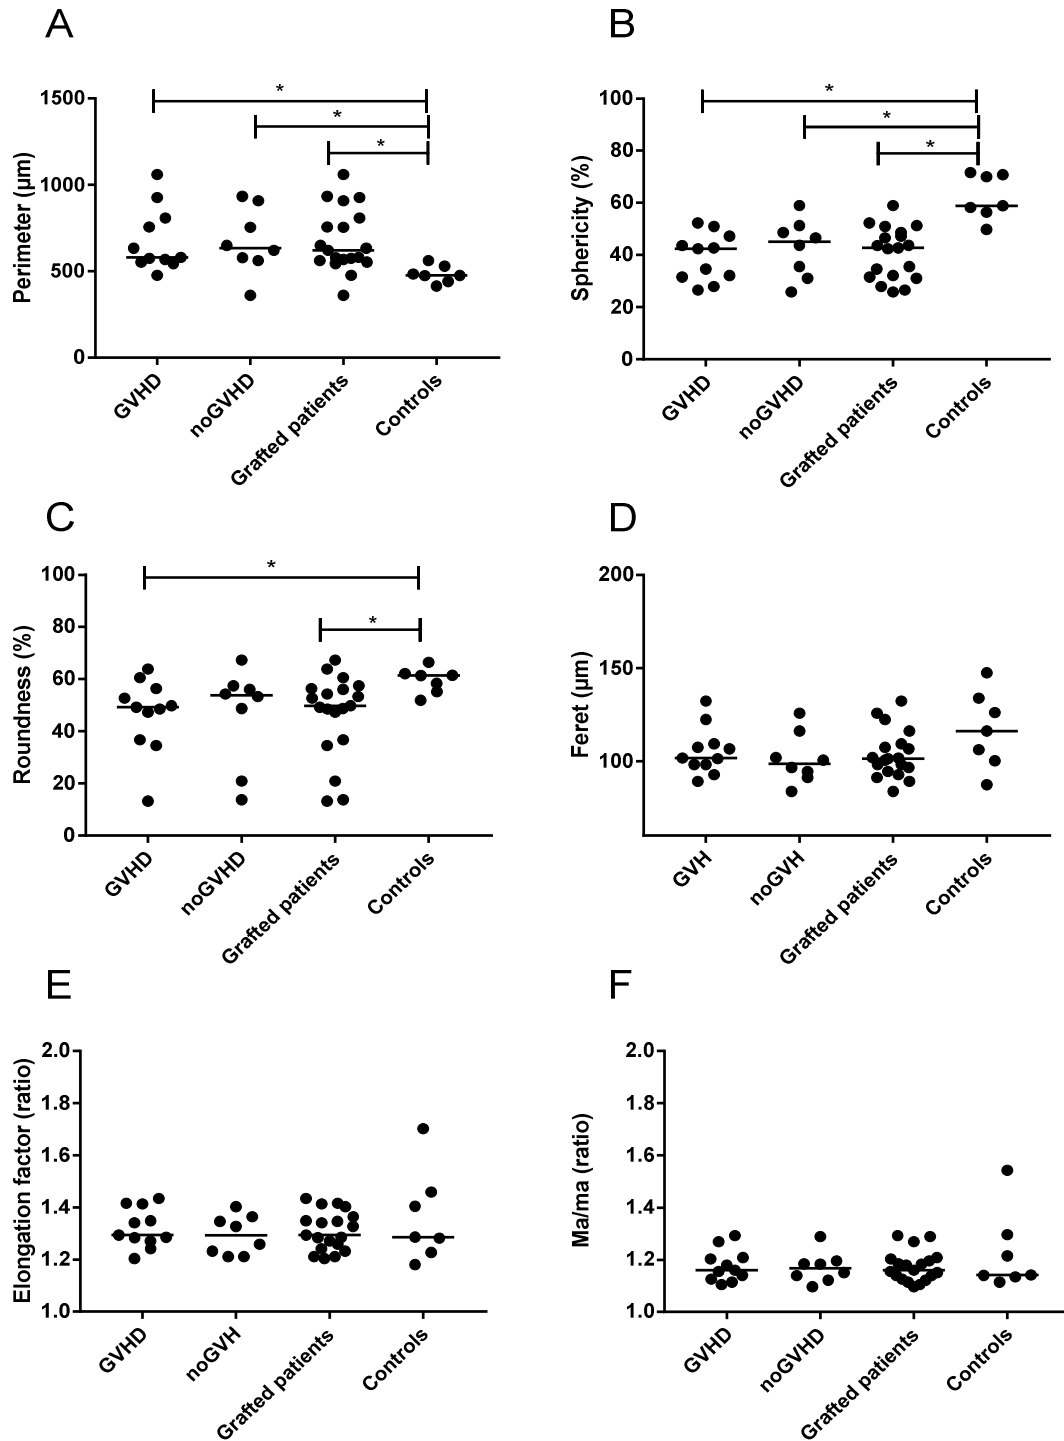 A
Perimeter (µm)
1500
1000
500
0
*
*
*
GVHD
noGVHD
Grafted patients
Controls
B
Sphericity (%)
100
80
60
40
20
0
*
*
*
GVHD
noGVHD
Grafted patients
Controls
C
Roundness (%)
100
80
60
40
20
0
*
*
GVHD
noGVHD
Grafted patients
Controls
D
Feret (µm)
200
150
100
GVH
noGVH
Grafted patients
Controls
E
Elongation factor (ratio)
2.0
1.8
1.6
1.4
1.2
1.0
GVHD
noGVH
Grafted patients
Controls
F
Ma/ma (ratio)
2.0
1.8
1.6
1.4
1.2
1.0
GVHD
noGVHD
Grafted patients
Controls